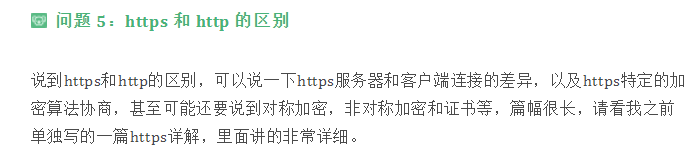 问题 5：https 和 http 的区别
说到https和http的区别，可以说一下https服务器和客户端连接的差异，以及https特定的加
密算法协商，甚至可能还要说到对称加密，非对称加密和证书等，篇幅很长，请看我之前
单独写的一篇https详解，里面讲的非常详细。